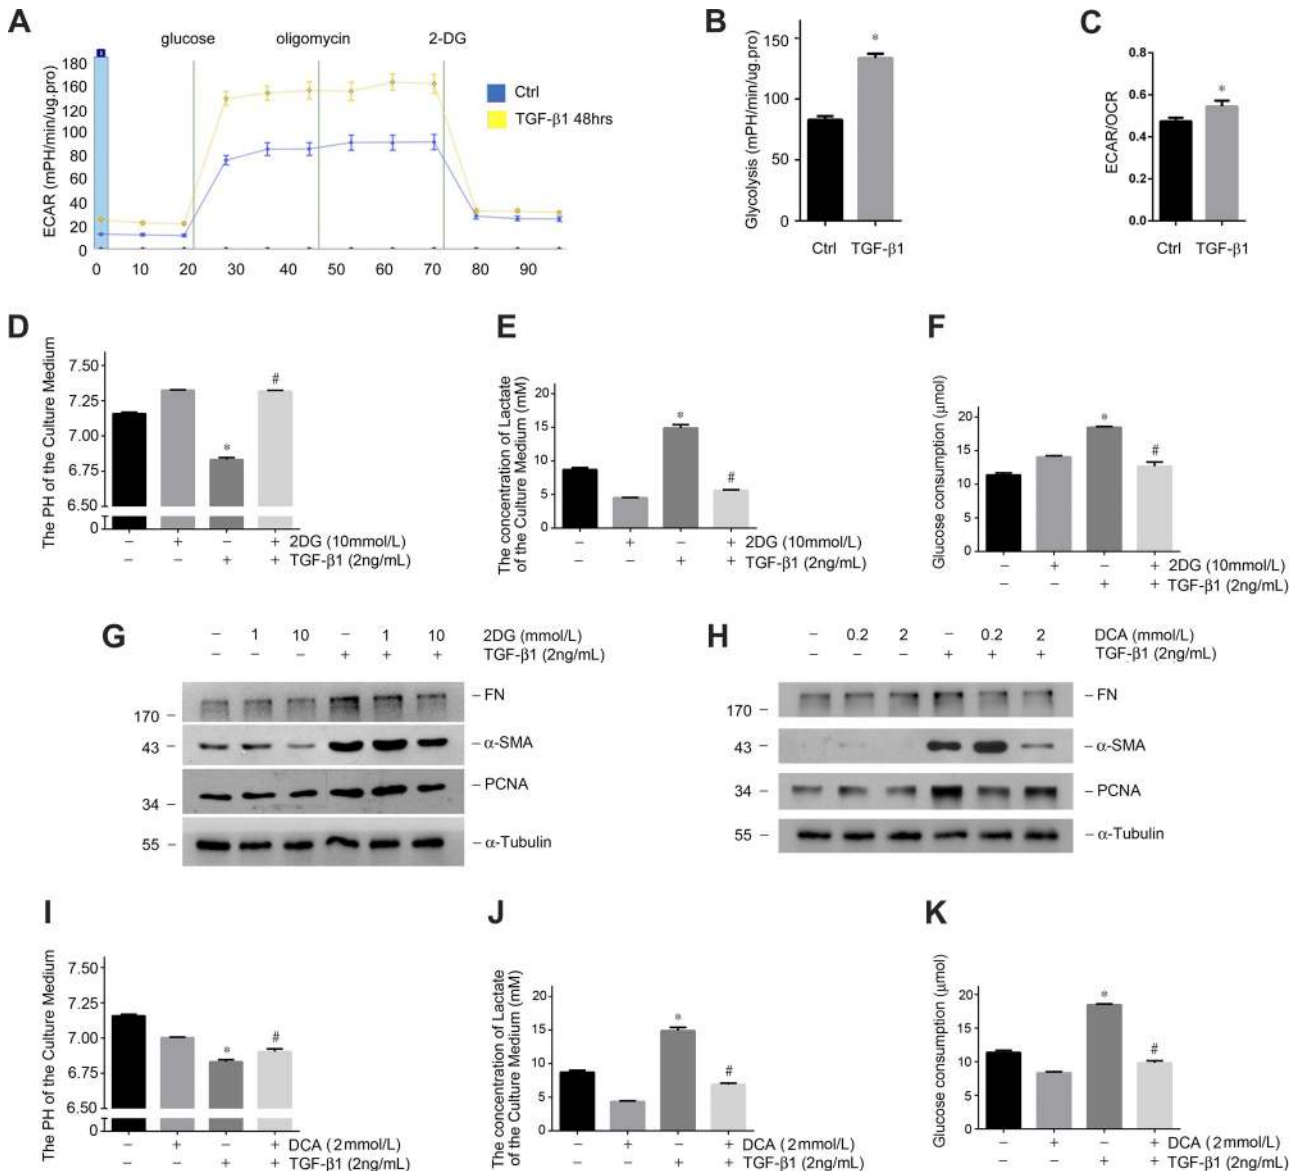 A
glucose oligomycin 2-DG
ECAR (mPH/min/ug.pro)
180
160
140
120
100
80
60
40
20
0
0 10 20 30 40 50 60 70 80 90
Ctrl
TGF-β1 48hrs
B
Glycolysis (mPH/min/ug.pro)
150
100
50
0
*
Ctrl TGF-β1
C
ECAR/OCR
0.8
0.6
0.4
0.2
0.0
*
Ctrl TGF-β1
D
The PH of the Culture Medium
7.50
7.25
7.00
6.75
6.50
0
* #
– + – + 2DG (10mmol/L)
– – + + TGF-β1 (2ng/mL)
E
The concentration of Lactate
of the Culture Medium (mM)
20
15
10
5
0
* #
– + – + 2DG (10mmol/L)
– – + + TGF-β1 (2ng/mL)
F
Glucose consumption (μmol)
20
15
10
5
0
* #
– + – + 2DG (10mmol/L)
– – + + TGF-β1 (2ng/mL)
G
– 1 10 – 1 10 2DG (mmol/L)
– – – + + + TGF-β1 (2ng/mL)
– FN
170 –
43 – – α-SMA
– PCNA
34 –
55 – – α-Tubulin
H
– 0.2 2 – 0.2 2 DCA (mmol/L)
– – – + + + TGF-β1 (2ng/mL)
– FN
170 –
43 – – α-SMA
34 – – PCNA
55 – – α-Tubulin
I
The PH of the Culture Medium
7.50
7.25
7.00
6.75
6.50
0
* #
– + – + DCA (2mmol/L)
– – + + TGF-β1 (2ng/mL)
J
The concentration of Lactate
of the Culture Medium (mM)
20
15
10
5
0
* #
– + – + DCA (2mmol/L)
– – + + TGF-β1 (2ng/mL)
K
Glucose consumption (μmol)
20
15
10
5
0
* #
– + – + DCA (2mmol/L)
– – + + TGF-β1 (2ng/mL)